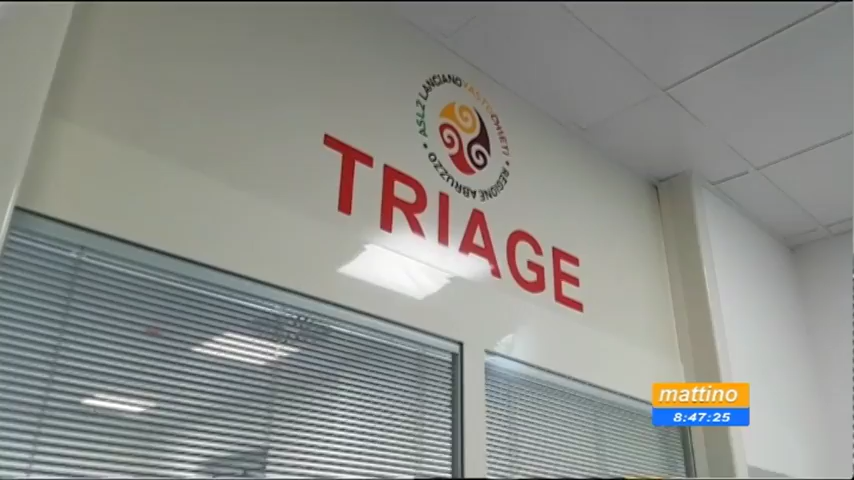 ASL2 LANCIANO VASTO CHIETI • REGIONE ABRUZZO •
TRIAGE
mattino
8:47:25